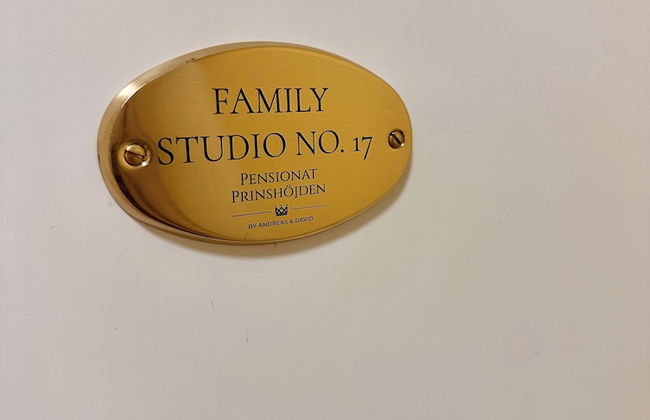 FAMILY
STUDIO NO. 17
PENSIONAT
PRINSHÖJDEN
BY ANDREAS & DAVID